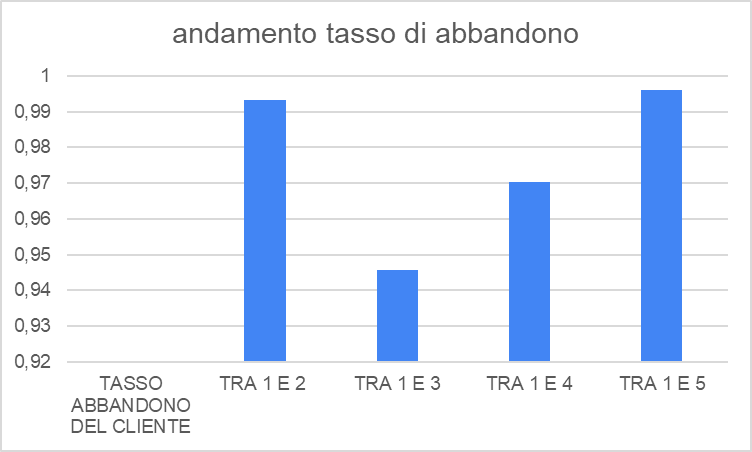 andamento tasso di abbandono
1
0,99
0,98
0,97
0,96
0,95
0,94
0,93
0,92
TASSO
ABBANDONO
DEL CLIENTE
TRA 1 E 2
TRA 1 E 3
TRA 1 E 4
TRA 1 E 5